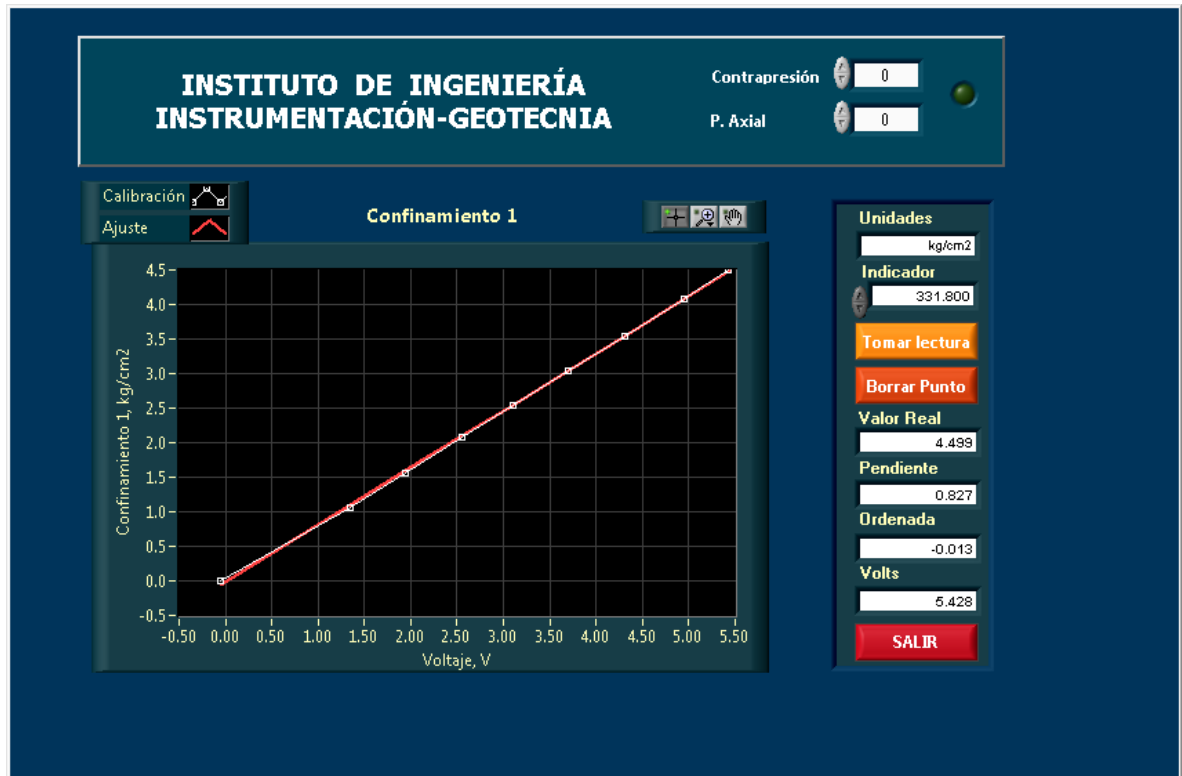 INSTITUTO DE INGENIERÍA
INSTRUMENTACIÓN-GEOTECNIA
Contrapresión 0
P. Axial 0
Calibración
Ajuste
Confinamiento 1
Confinamiento 1, kg/cm2
4.5
4.0
3.5
3.0
2.5
2.0
1.5
1.0
0.5
0.0
-0.5
-0.50 0.00 0.50 1.00 1.50 2.00 2.50 3.00 3.50 4.00 4.50 5.00 5.50
Voltaje, V
Unidades
kg/cm2
Indicador
331.800
Tomar lectura
Borrar Punto
Valor Real
4.499
Pendiente
0.827
Ordenada
-0.013
Volts
5.428
SALIR